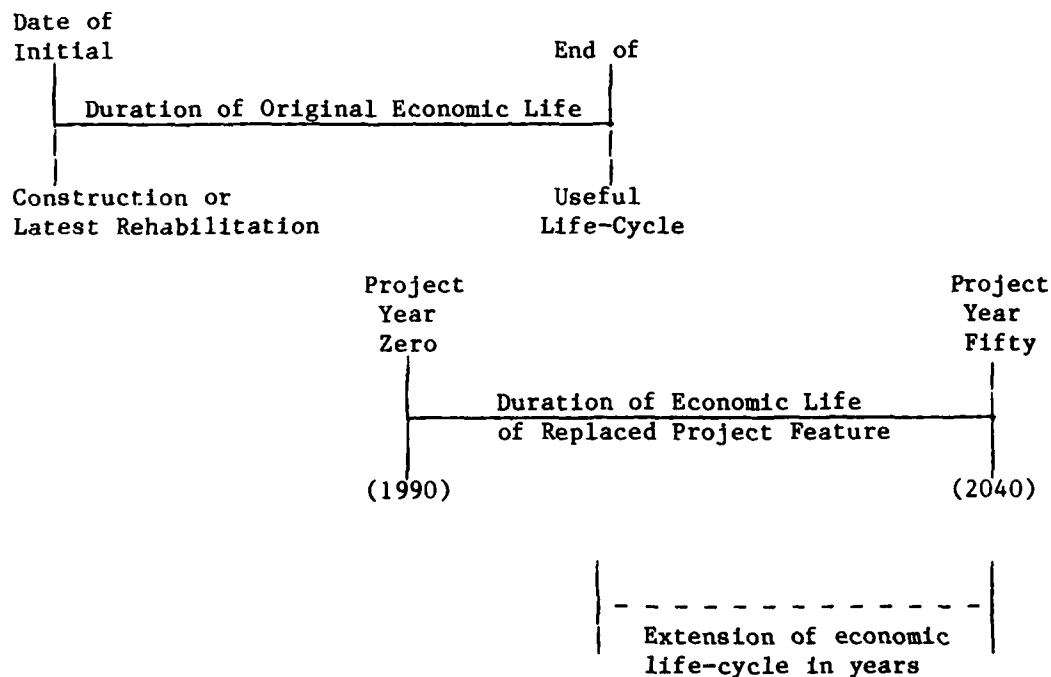 Date of
Initial
End of
Duration of Original Economic Life
Construction or
Latest Rehabilitation
Useful
Life-Cycle
Project
Year
Zero
Project
Year
Fifty
Duration of Economic Life
of Replaced Project Feature
(1990)
(2040)
Extension of economic
life-cycle in years